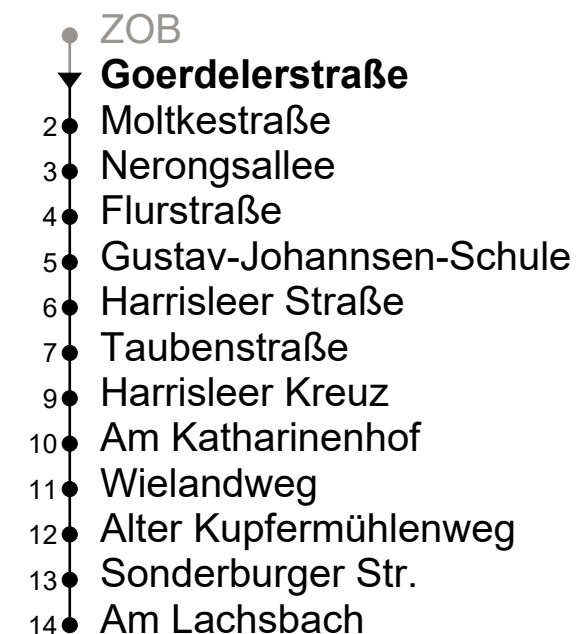 ZOB
Goerdelerstraße
2 Moltkestraße
3 Nerongsallee
4 Flurstraße
5 Gustav-Johannsen-Schule
6 Harrisleer Straße
7 Taubenstraße
9 Harrisleer Kreuz
10 Am Katharinenhof
11 Wielandweg
12 Alter Kupfermühlenweg
13 Sonderburger Str.
14 Am Lachsbach